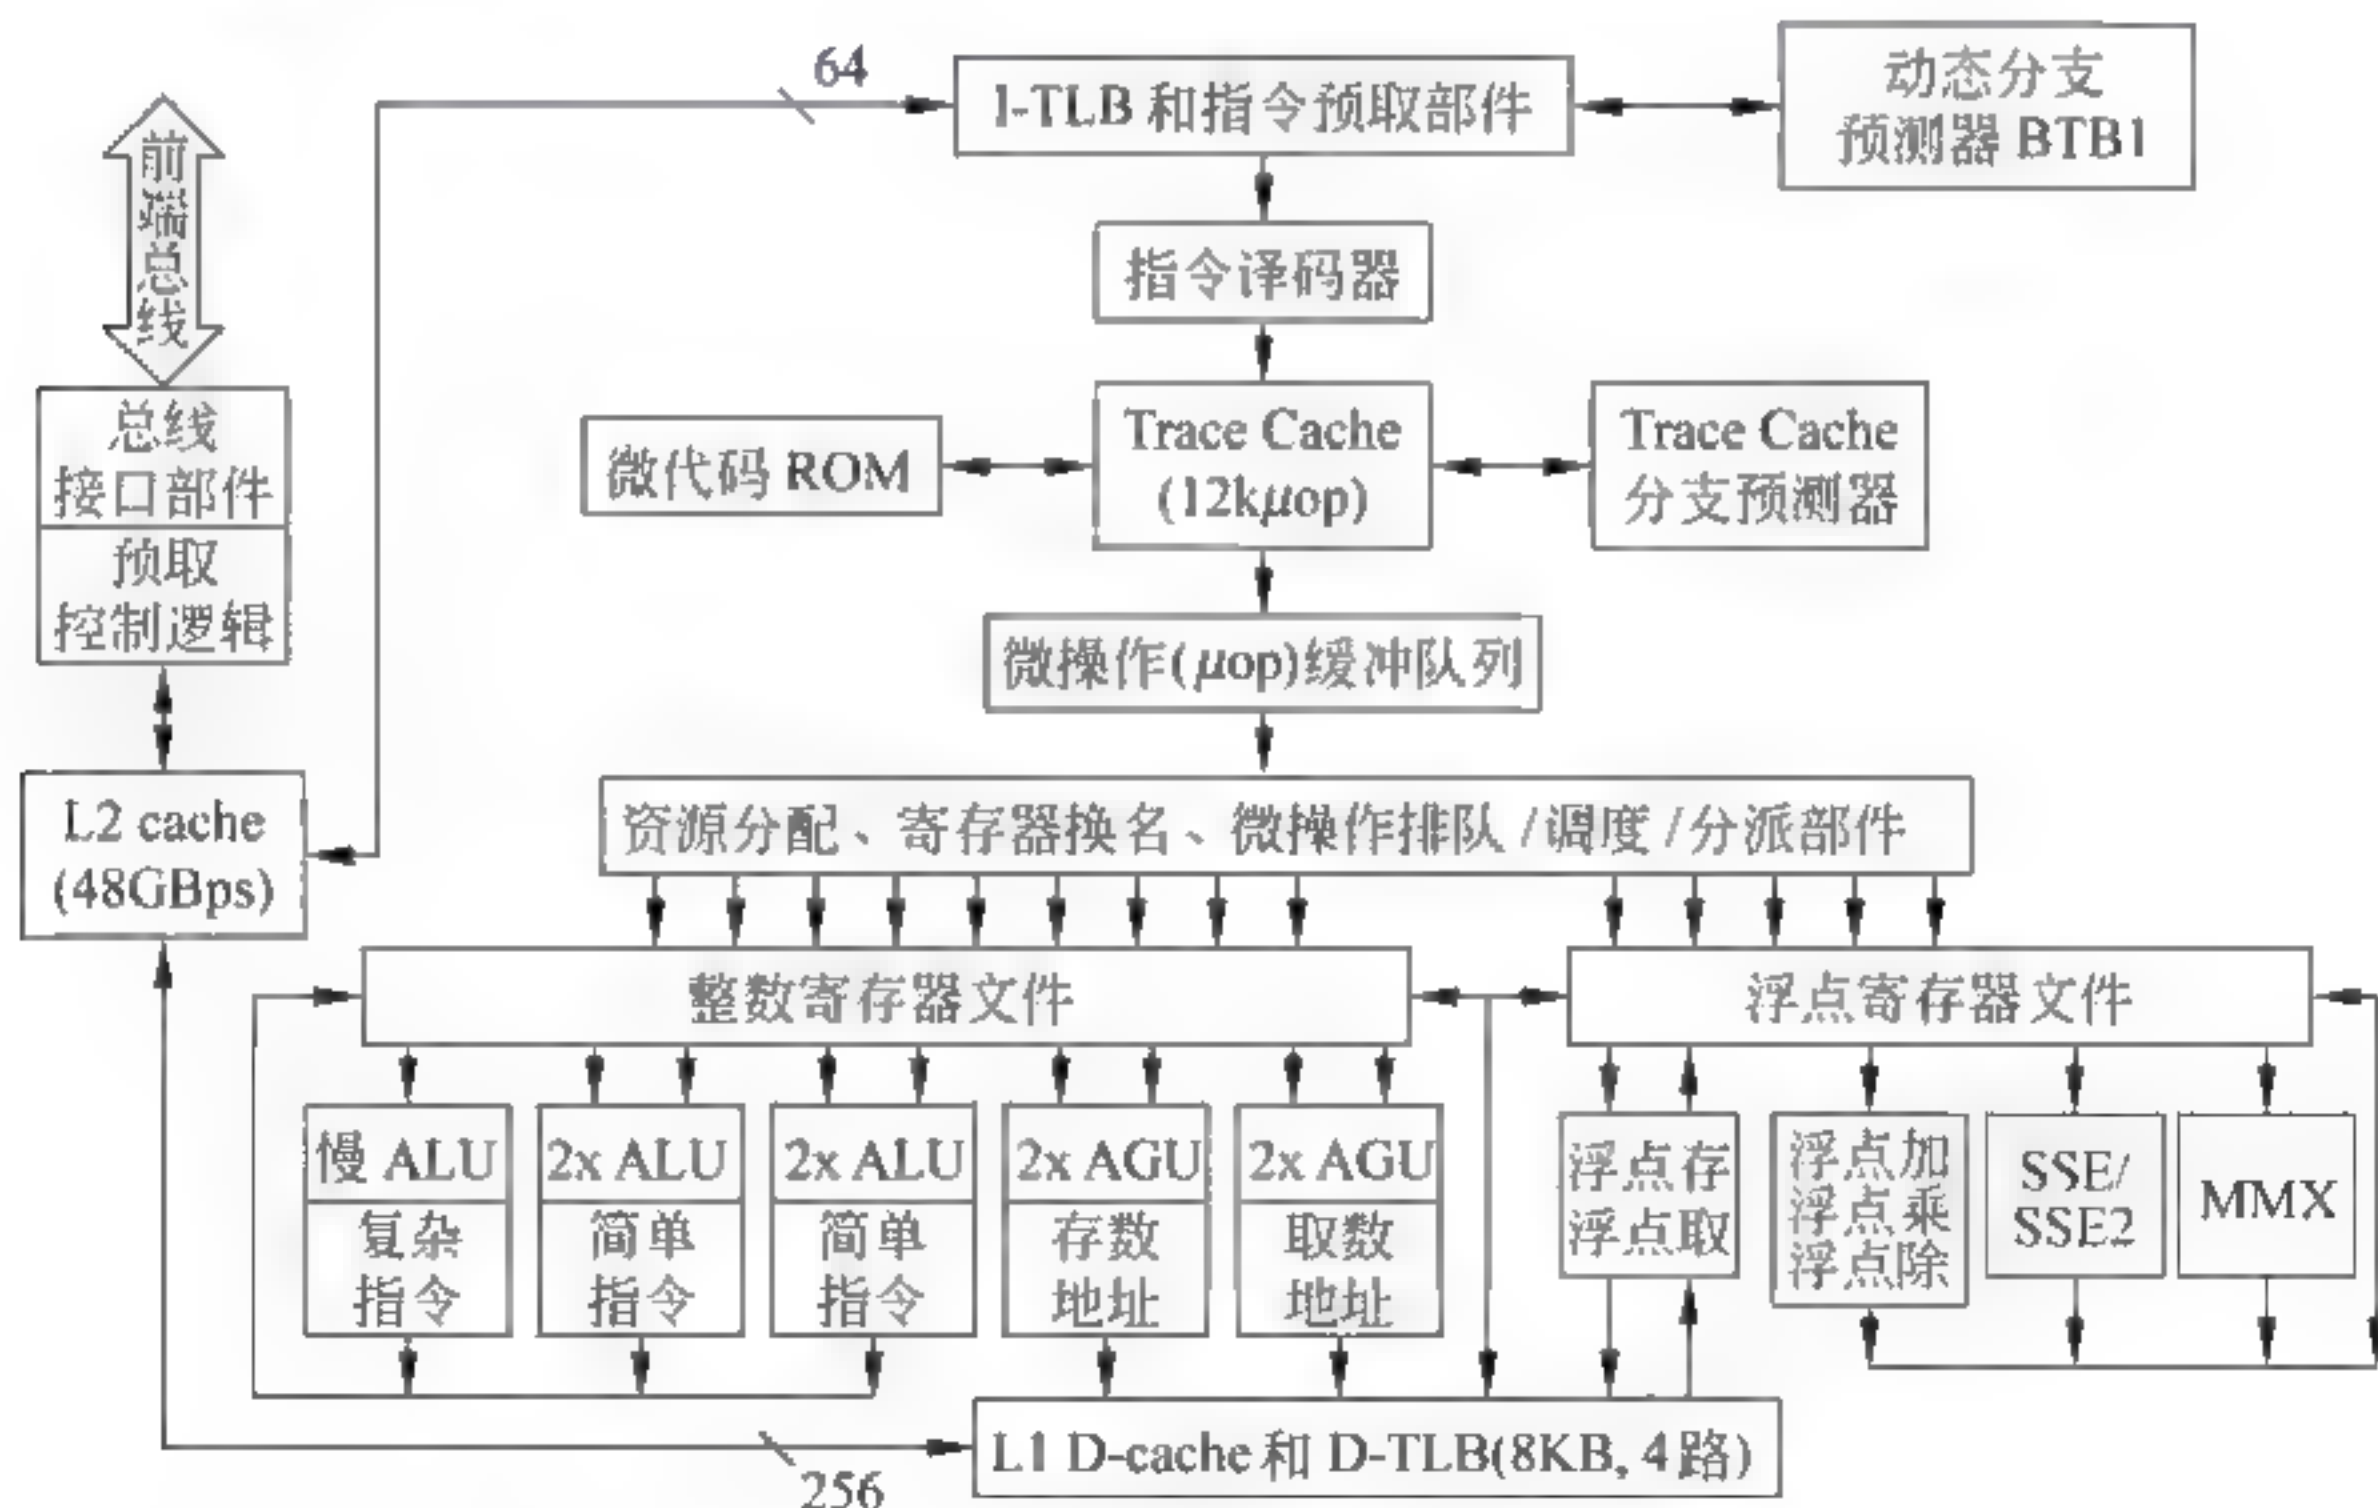 64
I-TLB 和指令预取部件
动态分支
预测器 BTB1
前端总线
指令译码器
总线
接口部件
预取
控制逻辑
微代码 ROM
Trace Cache
(12kμop)
Trace Cache
分支预测器
微操作(μop)缓冲队列
L2 cache
(48GBps)
资源分配、寄存器换名、微操作排队/调度/分派部件
整数寄存器文件
浮点寄存器文件
慢 ALU
复杂
指令
2x ALU
简单
指令
2x ALU
简单
指令
2x AGU
存数
地址
2x AGU
取数
地址
浮点存
浮点取
浮点加
浮点乘
浮点除
SSE/
SSE2
MMX
L1 D-cache 和 D-TLB(8KB, 4 路)
256